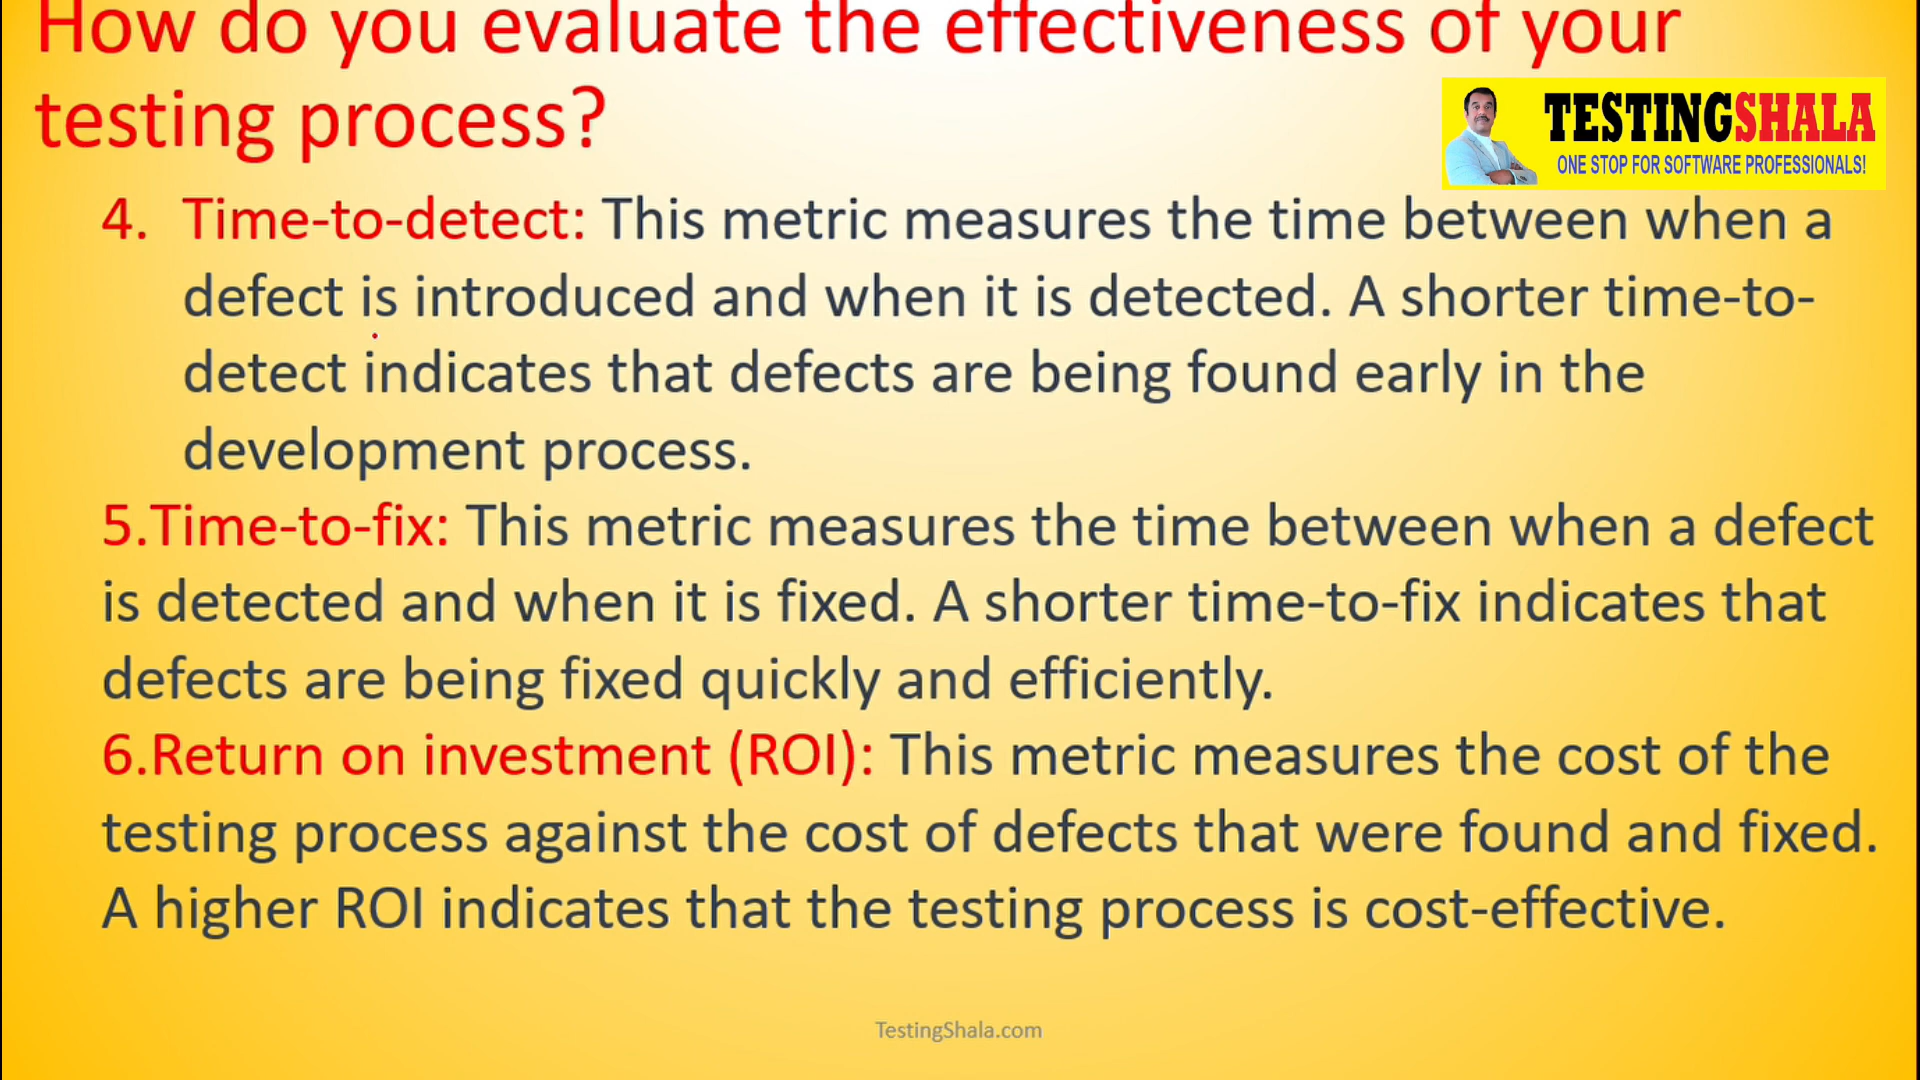 How do you evaluate the effectiveness of your
testing process?
TESTINGSHALA
ONE STOP FOR SOFTWARE PROFESSIONALS!
4. Time-to-detect: This metric measures the time between when a
defect is introduced and when it is detected. A shorter time-to-
detect indicates that defects are being found early in the
development process.
5.Time-to-fix: This metric measures the time between when a defect
is detected and when it is fixed. A shorter time-to-fix indicates that
defects are being fixed quickly and efficiently.
6.Return on investment (ROI): This metric measures the cost of the
testing process against the cost of defects that were found and fixed.
A higher ROI indicates that the testing process is cost-effective.
TestingShala.com